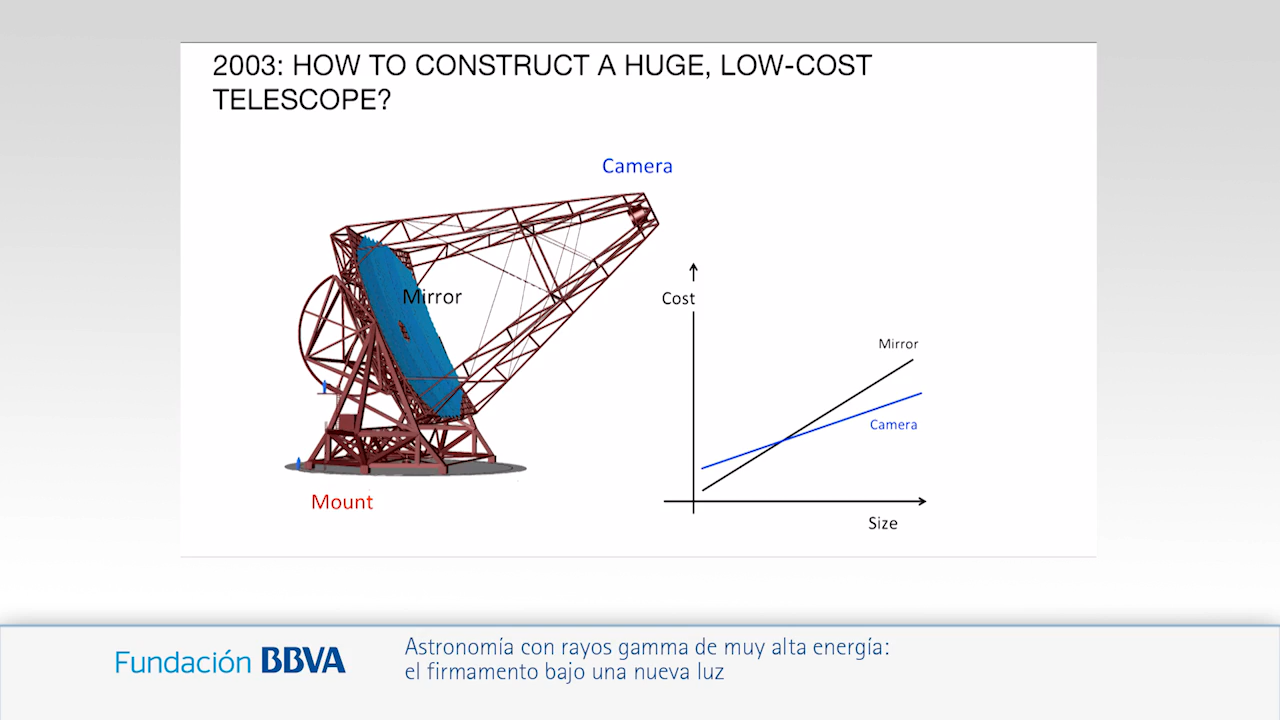 2003: HOW TO CONSTRUCT A HUGE, LOW-COST
TELESCOPE?
Camera
Mirror
Mount
Cost
Mirror
Camera
Size
Fundación BBVA
Astronomía con rayos gamma de muy alta energía:
el firmamento bajo una nueva luz